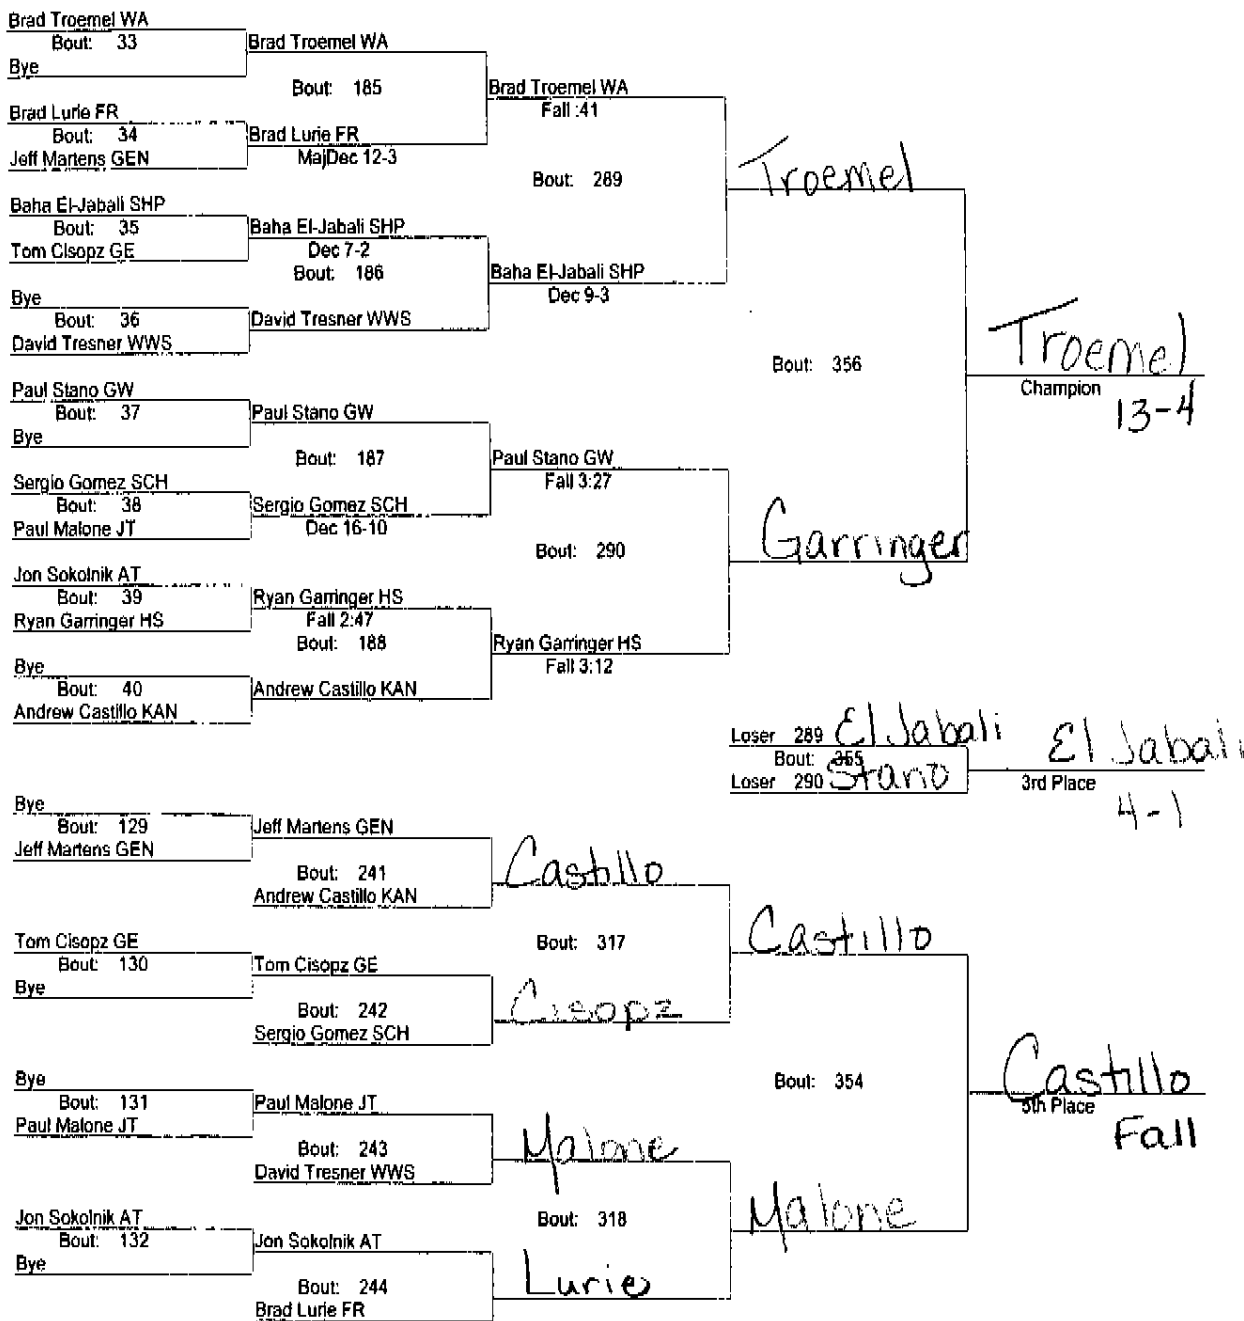 Brad Troemel WA
Bout: 33
Bye
Brad Troemel WA
Bout: 185
Brad Lurie FR
Bout: 34
Jeff Martens GEN
Brad Lurie FR
MajDec 12-3
Brad Troemel WA
Fall :41
Bout: 289
Baha El-Jabali SHP
Bout: 35
Tom Cisopz GE
Baha El-Jabali SHP
Dec 7-2
Bout: 186
Bye
Bout: 36
David Tresner WWS
David Tresner WWS
Baha El-Jabali SHP
Dec 9-3
Troemel
Bout: 356
Paul Stano GW
Bout: 37
Bye
Paul Stano GW
Bout: 187
Sergio Gomez SCH
Bout: 38
Paul Malone JT
Sergio Gomez SCH
Dec 16-10
Paul Stano GW
Fall 3:27
Bout: 290
Jon Sokolnik AT
Bout: 39
Ryan Garringer HS
Ryan Garringer HS
Fall 2:47
Bout: 188
Bye
Bout: 40
Andrew Castillo KAN
Andrew Castillo KAN
Ryan Garringer HS
Fall 3:12
Garringer
Troemel
Champion
13-4
Loser 289 El Jabali
Bout: 355
Loser 290 Stano
El Jabali
3rd Place
4-1
Bye
Bout: 129
Jeff Martens GEN
Jeff Martens GEN
Bout: 241
Andrew Castillo KAN
Castillo
Bout: 317
Tom Cisopz GE
Bout: 130
Bye
Tom Cisopz GE
Bout: 242
Sergio Gomez SCH
Cisopz
Castillo
Bout: 354
Bye
Bout: 131
Paul Malone JT
Paul Malone JT
Bout: 243
David Tresner WWS
Malone
Bout: 318
Jon Sokolnik AT
Bout: 132
Bye
Jon Sokolnik AT
Bout: 244
Brad Lurie FR
Lurie
Malone
Castillo
5th Place
Fall